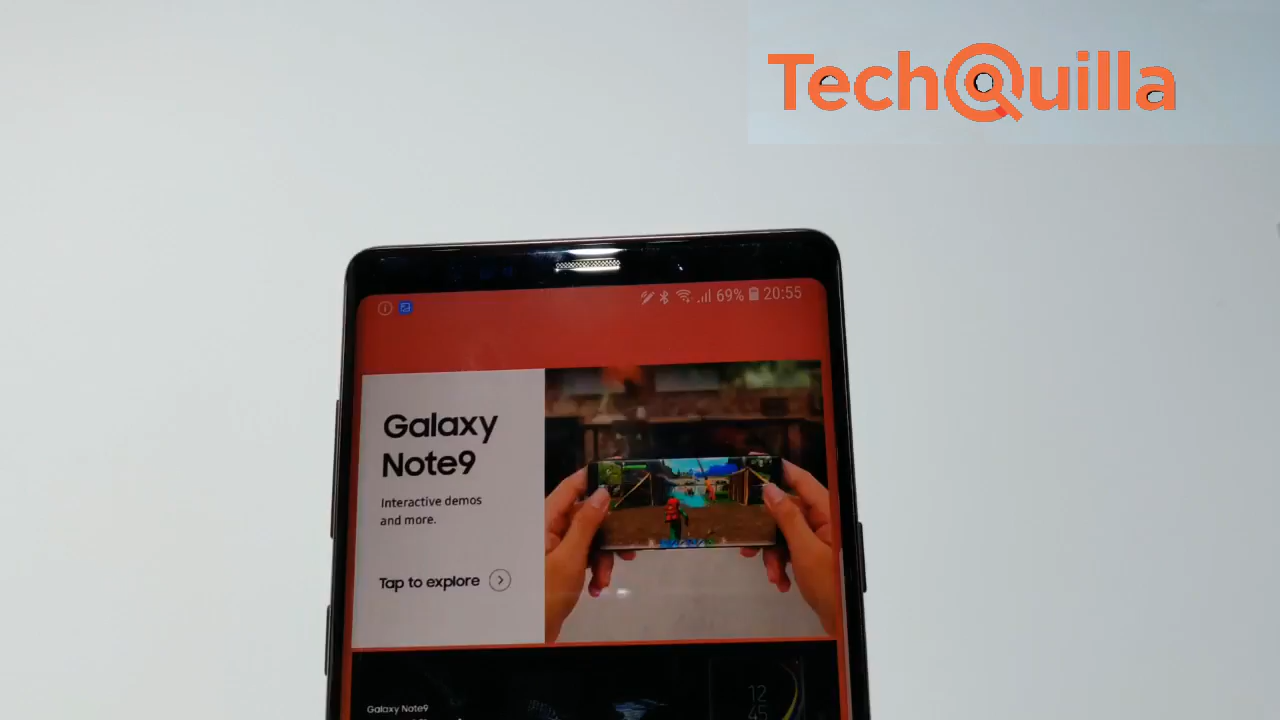 TechQuilla
69% 20:55
Galaxy
Note9
Interactive demos
and more.
Tap to explore
Galaxy Note9
12
45